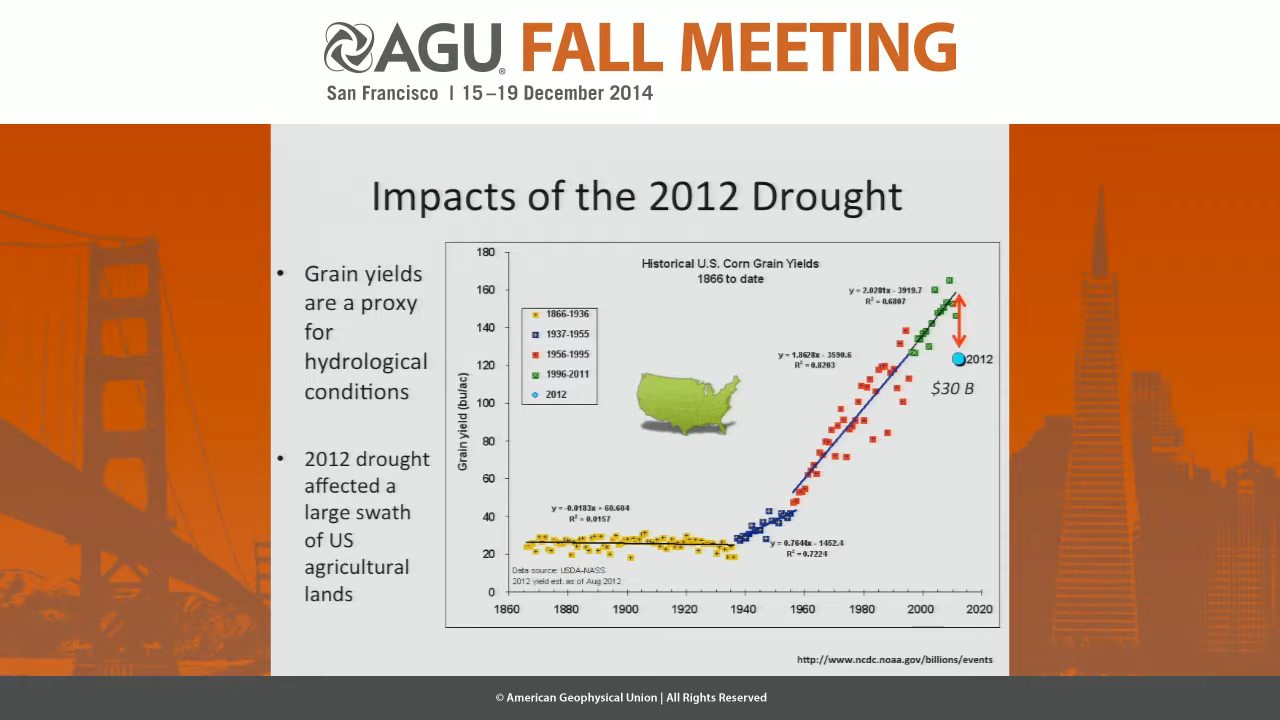 AGU FALL MEETING
San Francisco | 15–19 December 2014
Impacts of the 2012 Drought
• Grain yields
are a proxy
for
hydrological
conditions
• 2012 drought
affected a
large swath
of US
agricultural
lands
Historical U.S. Corn Grain Yields
1866 to date
Grain yield (bu/ac)
180
160
140
120
100
80
60
40
20
0
1860
1880
1900
1920
1940
1960
1980
2000
2020
1866-1936
1937-1955
1956-1995
1996-2011
2012
y = 2.0281x - 3919.7
R² = 0.6807
y = 1.8628x - 3590.6
R² = 0.8203
y = -0.0183x + 60.604
R² = 0.0157
y = 0.7644x - 1452.4
R² = 0.7224
2012
$30 B
Data source: USDA-NASS
2012 yield est. as of Aug 2012
http://www.ncdc.noaa.gov/billions/events
© American Geophysical Union | All Rights Reserved